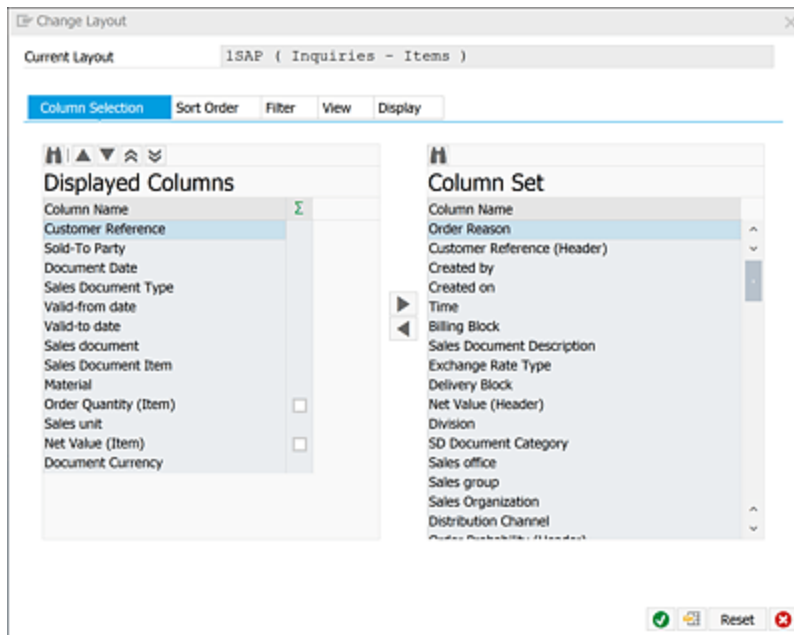 Change Layout
Current Layout
1SAP ( Inquiries - Items )
Column Selection
Sort Order
Filter
View
Display
Displayed Columns
Column Name Σ
Customer Reference
Sold-To Party
Document Date
Sales Document Type
Valid-from date
Valid-to date
Sales document
Sales Document Item
Material
Order Quantity (Item)
Sales unit
Net Value (Item)
Document Currency
Column Set
Column Name
Order Reason
Customer Reference (Header)
Created by
Created on
Time
Billing Block
Sales Document Description
Exchange Rate Type
Delivery Block
Net Value (Header)
Division
SD Document Category
Sales office
Sales group
Sales Organization
Distribution Channel
Order Probability (Header)
Reset